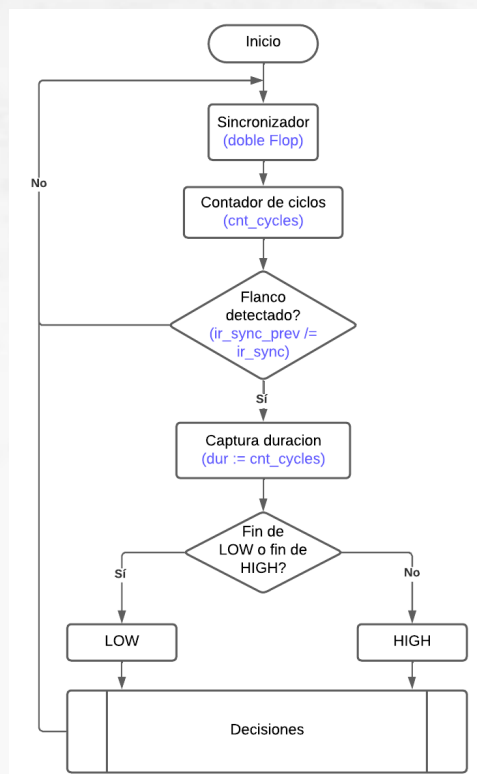 Inicio
Sincronizador
(doble Flop)
No
Contador de ciclos
(cnt_cycles)
Flanco
detectado?
(ir_sync_prev /=
ir_sync)
Sí
Captura duracion
(dur := cnt_cycles)
Fin de
LOW o fin de
HIGH?
Sí
No
LOW
HIGH
Decisiones